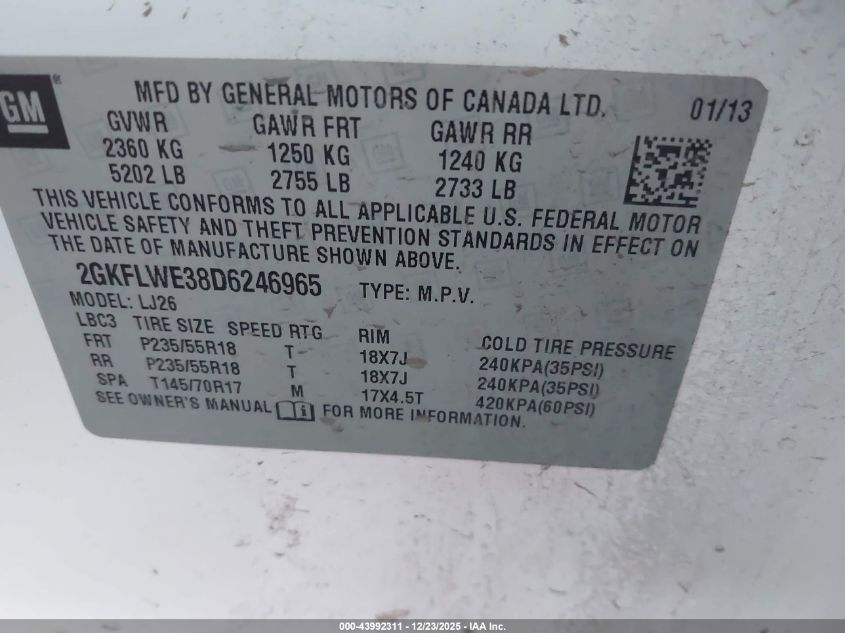 GM®
MFD BY GENERAL MOTORS OF CANADA LTD. 01/13
GVWR GAWR FRT GAWR RR
2360 KG 1250 KG 1240 KG
5202 LB 2755 LB 2733 LB
THIS VEHICLE CONFORMS TO ALL APPLICABLE U.S. FEDERAL MOTOR
VEHICLE SAFETY AND THEFT PREVENTION STANDARDS IN EFFECT ON
THE DATE OF MANUFACTURE SHOWN ABOVE.
2GKFLWE38D6246965 TYPE: M.P.V.
MODEL: LJ26
LBC3 TIRE SIZE SPEED RTG RIM COLD TIRE PRESSURE
FRT P235/55R18 T 18X7J 240KPA(35PSI)
RR P235/55R18 T 18X7J 240KPA(35PSI)
SPA T145/70R17 M 17X4.5T 420KPA(60PSI)
SEE OWNER'S MANUAL FOR MORE INFORMATION.
000-43992311 - 12/23/2025 - IAA Inc.